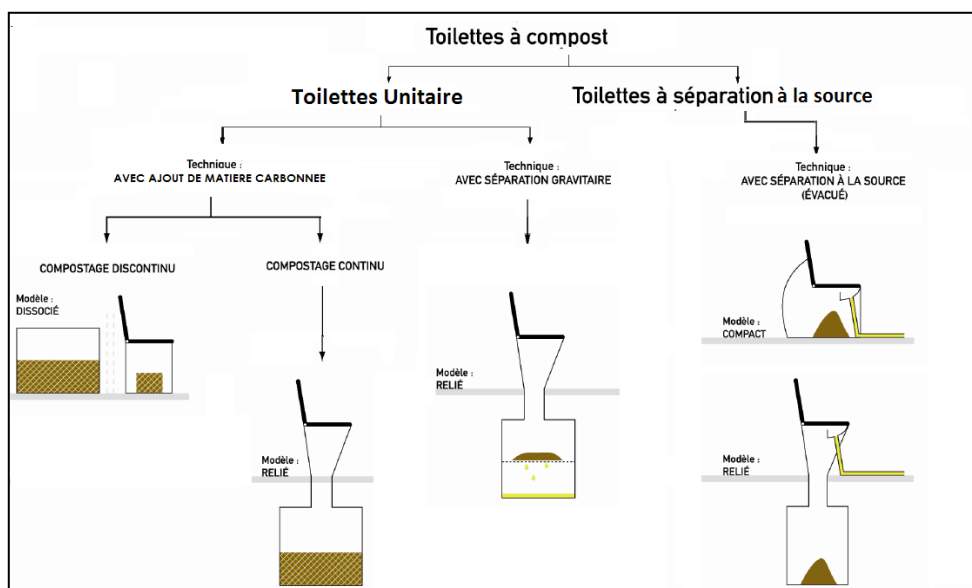 Toilettes à compost
Toilettes Unitaire
Toilettes à séparation à la source
Technique :
AVEC AJOUT DE MATIERE CARBONNEE
Technique :
AVEC SÉPARATION GRAVITAIRE
Technique :
AVEC SÉPARATION À LA SOURCE
(ÉVACUÉ)
COMPOSTAGE DISCONTINU
COMPOSTAGE CONTINU
Modèle :
DISSOCIÉ
Modèle :
COMPACT
Modèle :
RELIÉ
Modèle :
RELIÉ
Modèle :
RELIÉ